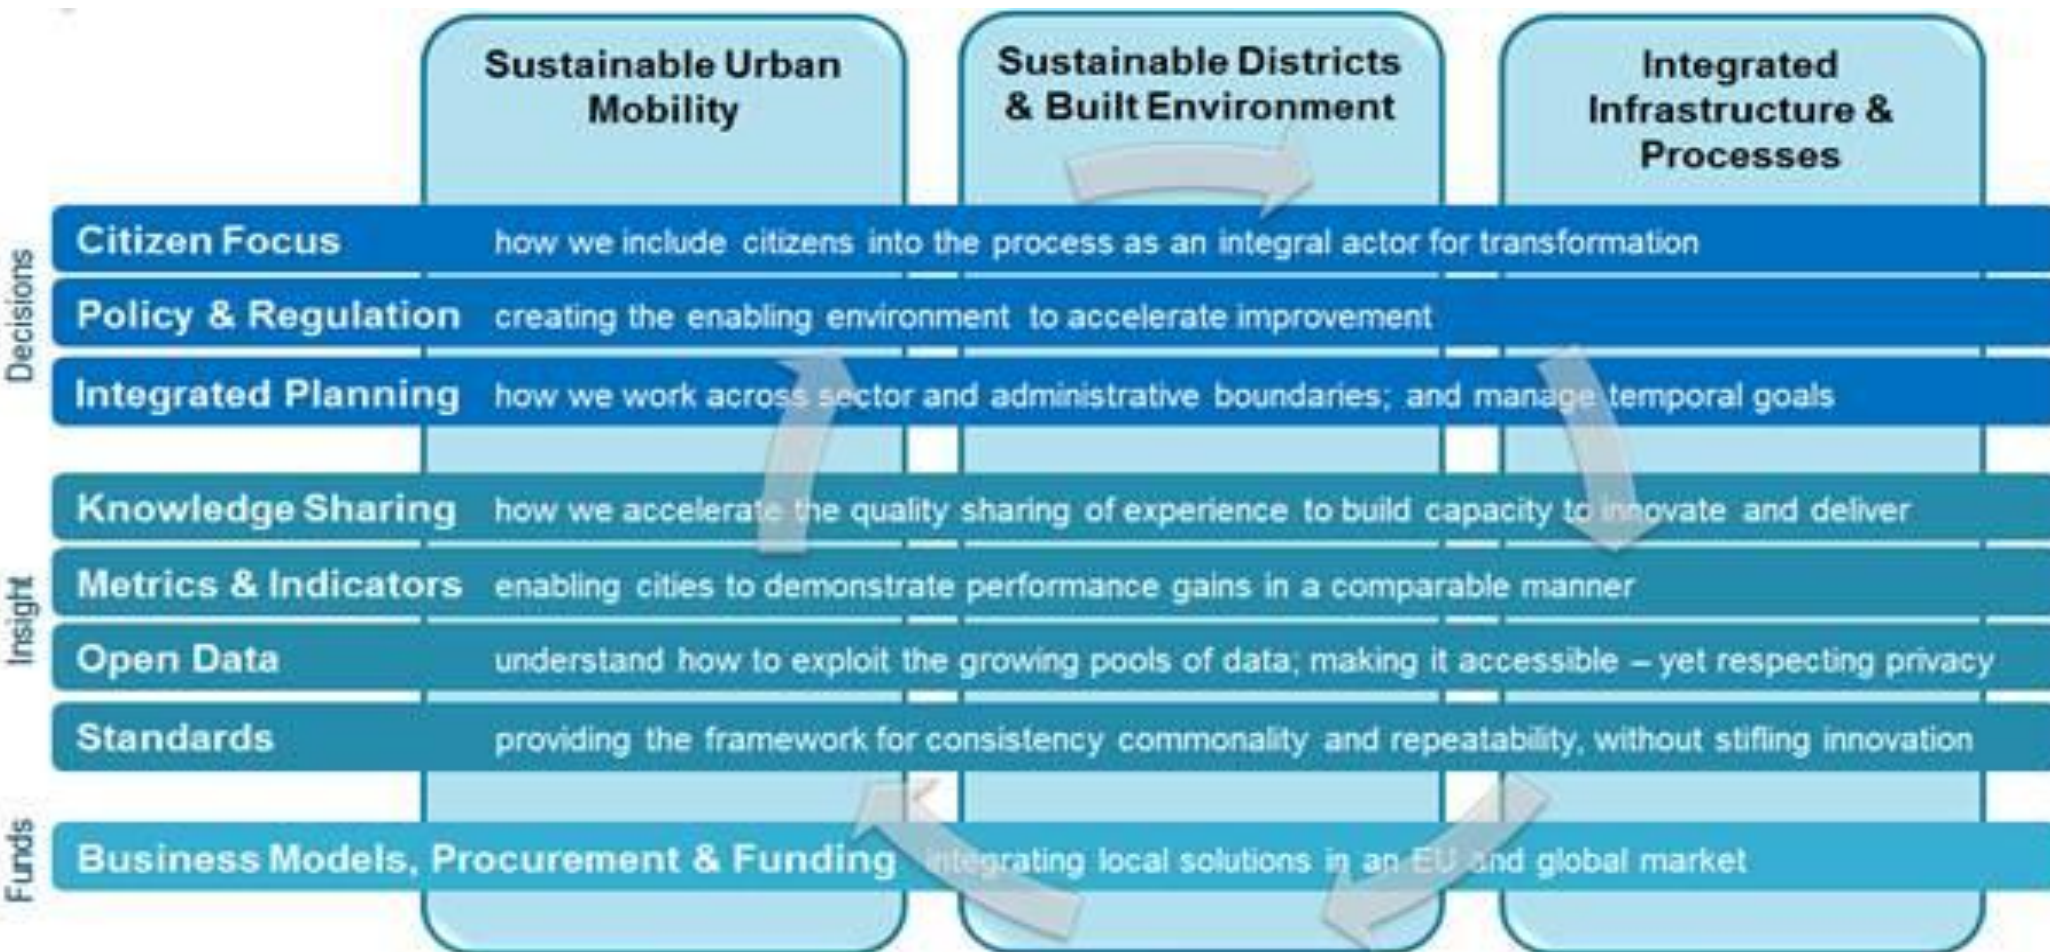 Sustainable Urban
Mobility
Sustainable Districts
& Built Environment
Integrated
Infrastructure &
Processes
Decisions
Citizen Focus how we include citizens into the process as an integral actor for transformation
Policy & Regulation creating the enabling environment to accelerate improvement
Integrated Planning how we work across sector and administrative boundaries; and manage temporal goals
Insight
Knowledge Sharing how we accelerate the quality sharing of experience to build capacity to innovate and deliver
Metrics & Indicators enabling cities to demonstrate performance gains in a comparable manner
Open Data understand how to exploit the growing pools of data; making it accessible – yet respecting privacy
Standards providing the framework for consistency commonality and repeatability, without stifling innovation
Funds
Business Models, Procurement & Funding integrating local solutions in an EU and global market